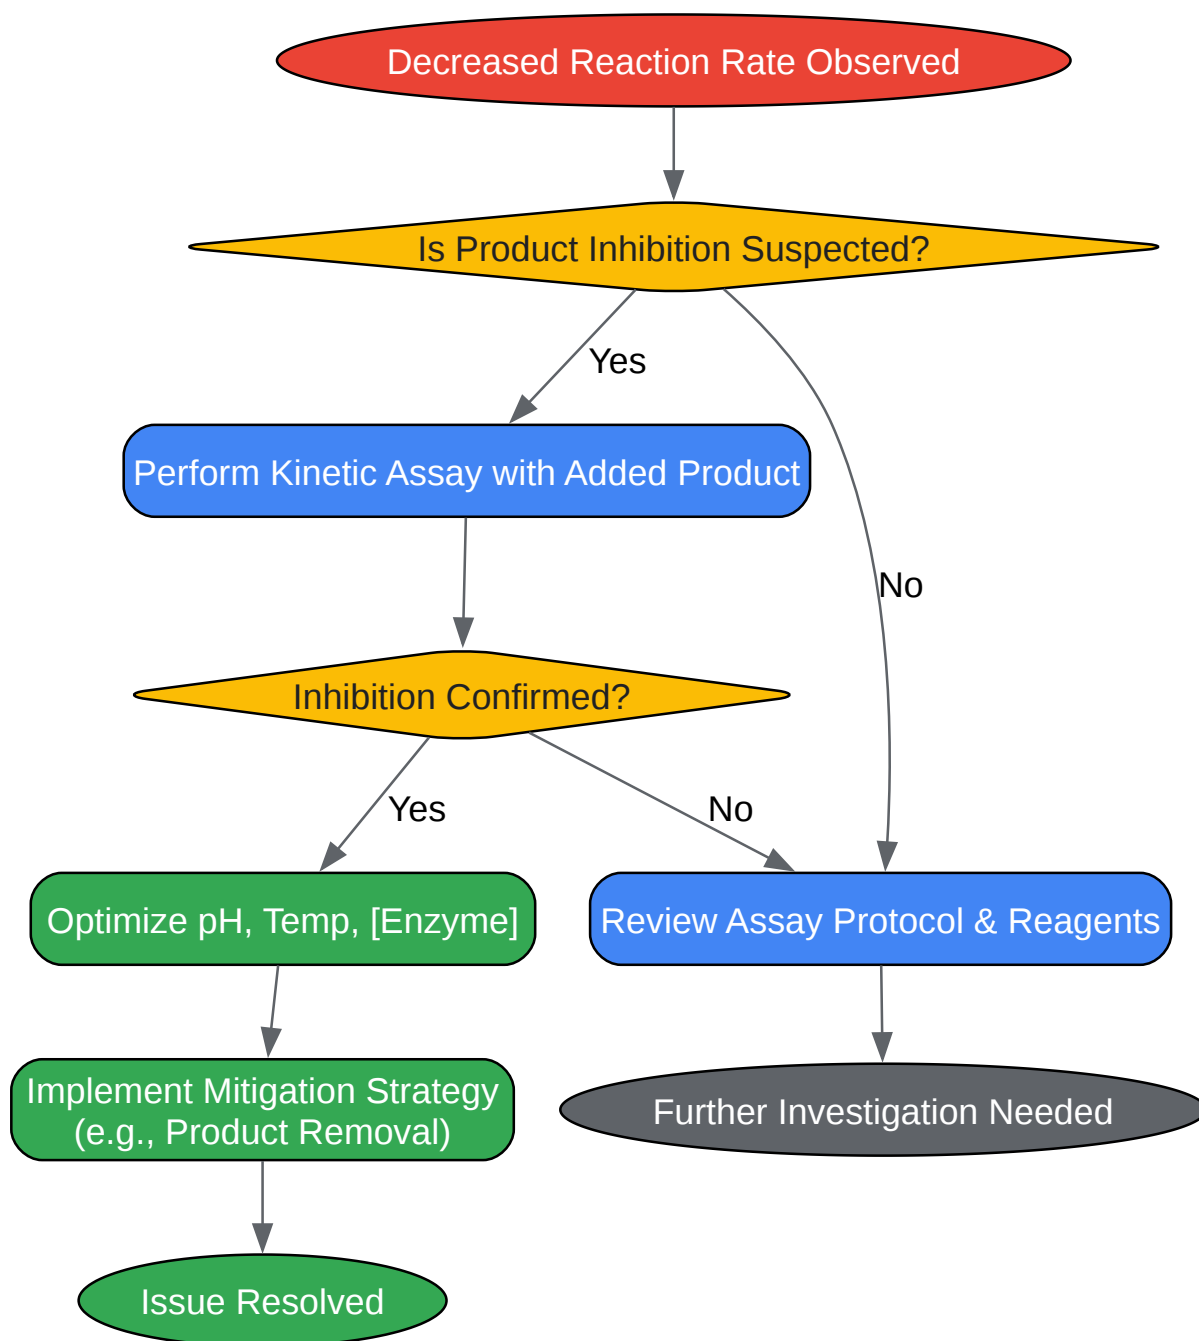 Decreased Reaction Rate Observed
Is Product Inhibition Suspected?
Yes
Perform Kinetic Assay with Added Product
No
Inhibition Confirmed?
Yes
No
Optimize pH, Temp, [Enzyme]
Review Assay Protocol & Reagents
Implement Mitigation Strategy
(e.g., Product Removal)
Further Investigation Needed
Issue Resolved